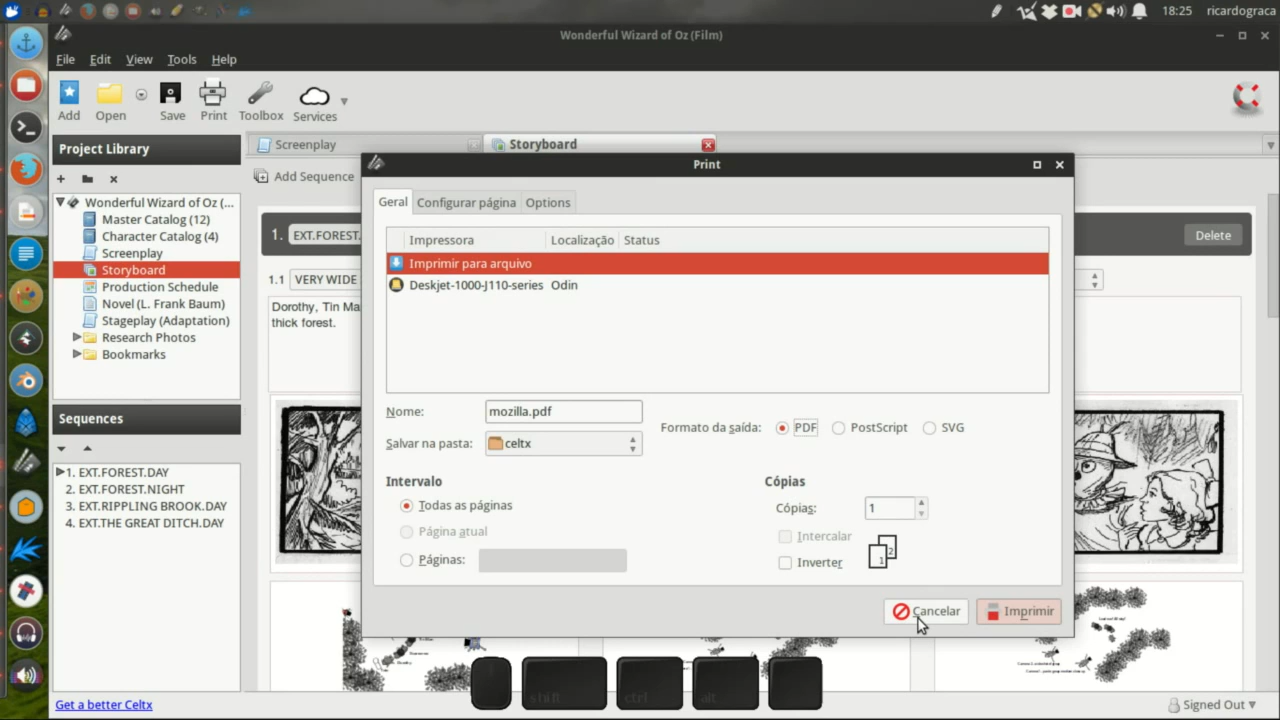 18:25 ricardograca
Wonderful Wizard of Oz (Film)
File Edit View Tools Help
Add Open Save Print Toolbox Services
Project Library
Screenplay Storyboard
Add Sequence
Wonderful Wizard of Oz (...
Master Catalog (12)
Character Catalog (4)
Screenplay
Storyboard
Production Schedule
Novel (L. Frank Baum)
Stageplay (Adaptation)
Research Photos
Bookmarks
Sequences
1. EXT.FOREST.DAY
2. EXT.FOREST.NIGHT
3. EXT.RIPPLING BROOK.DAY
4. EXT.THE GREAT DITCH.DAY
1. EXT.FOREST. Delete
1.1 VERY WIDE
Dorothy, Tin Ma
thick forest.
Print
Geral Configurar página Options
Impressora Localização Status
Imprimir para arquivo
Deskjet-1000-J110-series Odin
Nome: mozilla.pdf
Salvar na pasta: celtx
Formato da saída: PDF PostScript SVG
Intervalo
Todas as páginas
Página atual
Páginas:
Cópias
Cópias: 1
Intercalar
Inverter
1 2
Cancelar Imprimir
shift ctrl alt
Get a better Celtx
Signed Out